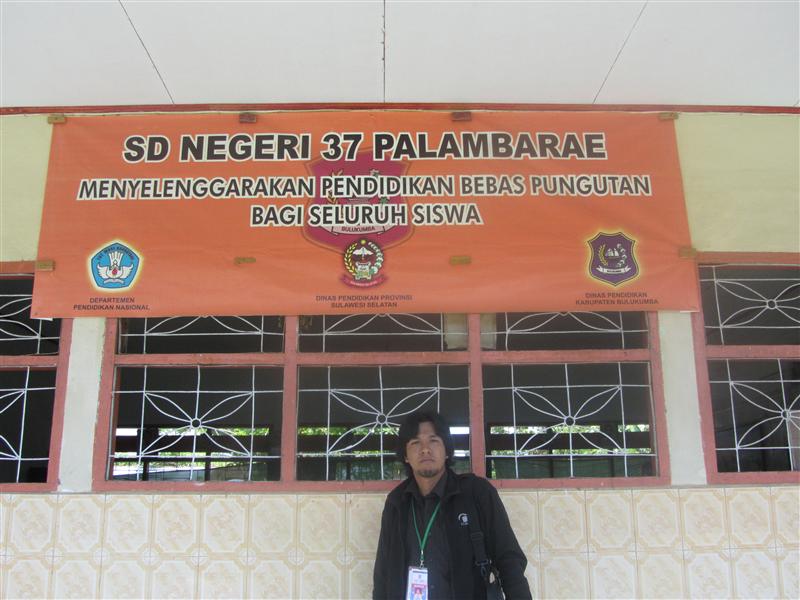 SD NEGERI 37 PALAMBARAE
MENYELENGGARAKAN PENDIDIKAN BEBAS PUNGUTAN
BAGI SELURUH SISWA
BULUKUMBA
DEPARTEMEN
PENDIDIKAN NASIONAL
DINAS PENDIDIKAN PROVINSI
SULAWESI SELATAN
DINAS PENDIDIKAN
KABUPATEN BULUKUMBA